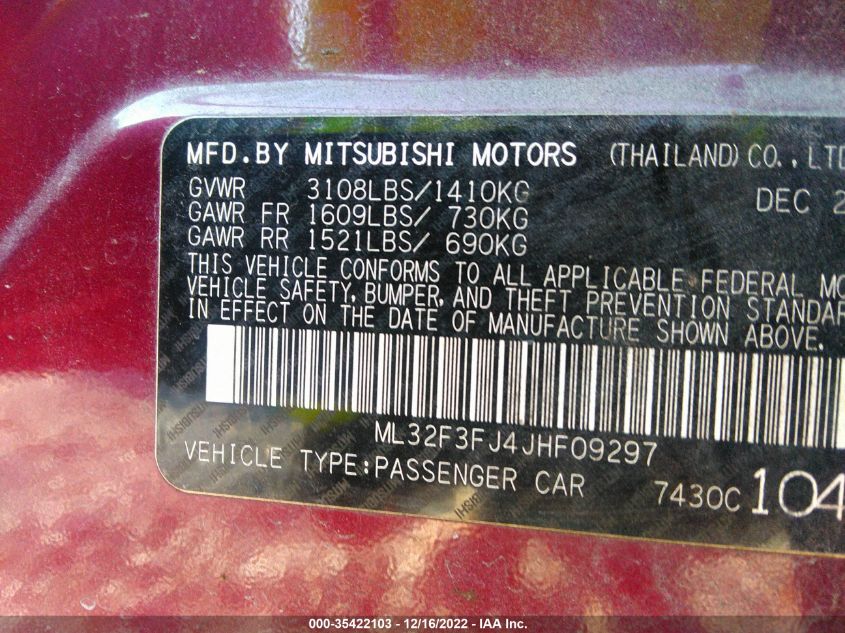 MFD.BY MITSUBISHI MOTORS (THAILAND) CO.,LTD
GVWR 3108LBS/1410KG DEC 2
GAWR FR 1609LBS/ 730KG
GAWR RR 1521LBS/ 690KG
THIS VEHICLE CONFORMS TO ALL APPLICABLE FEDERAL MO
VEHICLE SAFETY, BUMPER, AND THEFT PREVENTION STANDAR
IN EFFECT ON THE DATE OF MANUFACTURE SHOWN ABOVE.
ML32F3FJ4JHF09297
VEHICLE TYPE:PASSENGER CAR 7430C 104
000-35422103 - 12/16/2022 - IAA Inc.